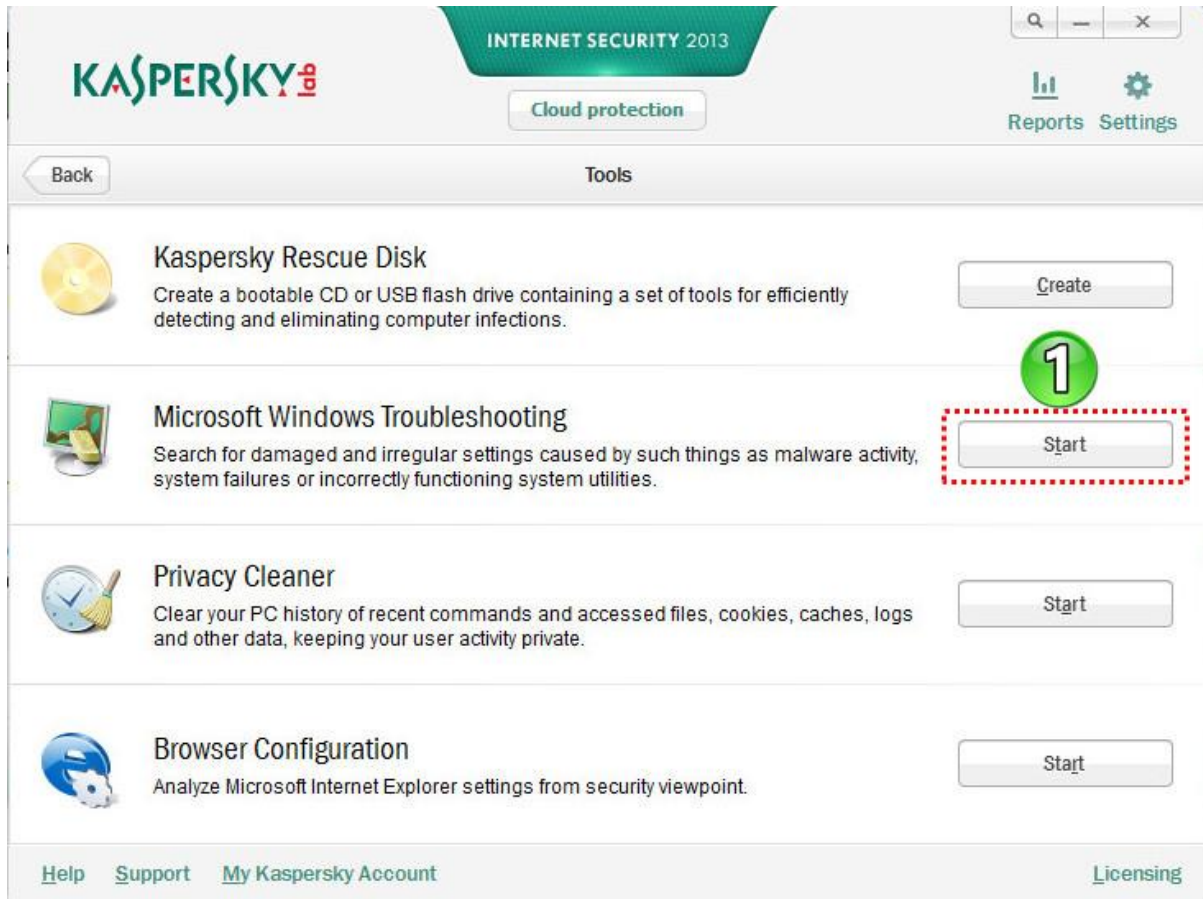 INTERNET SECURITY 2013
KASPERSKY lab
Cloud protection
Reports Settings
Back
Tools
Kaspersky Rescue Disk
Create a bootable CD or USB flash drive containing a set of tools for efficiently
detecting and eliminating computer infections.
Create
1
Microsoft Windows Troubleshooting
Search for damaged and irregular settings caused by such things as malware activity,
system failures or incorrectly functioning system utilities.
Start
Privacy Cleaner
Clear your PC history of recent commands and accessed files, cookies, caches, logs
and other data, keeping your user activity private.
Start
Browser Configuration
Analyze Microsoft Internet Explorer settings from security viewpoint.
Start
Help Support My Kaspersky Account Licensing